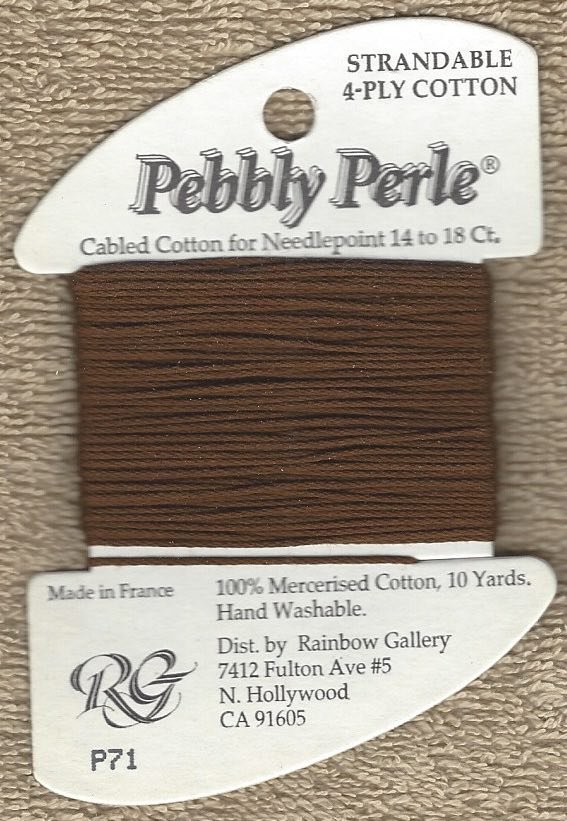 STRANDABLE
4-PLY COTTON
Pebbly Perle®
Cabled Cotton for Needlepoint 14 to 18 Ct.
Made in France
100% Mercerised Cotton, 10 Yards.
Hand Washable.
Dist. by Rainbow Gallery
7412 Fulton Ave #5
N. Hollywood
CA 91605
RG
P71